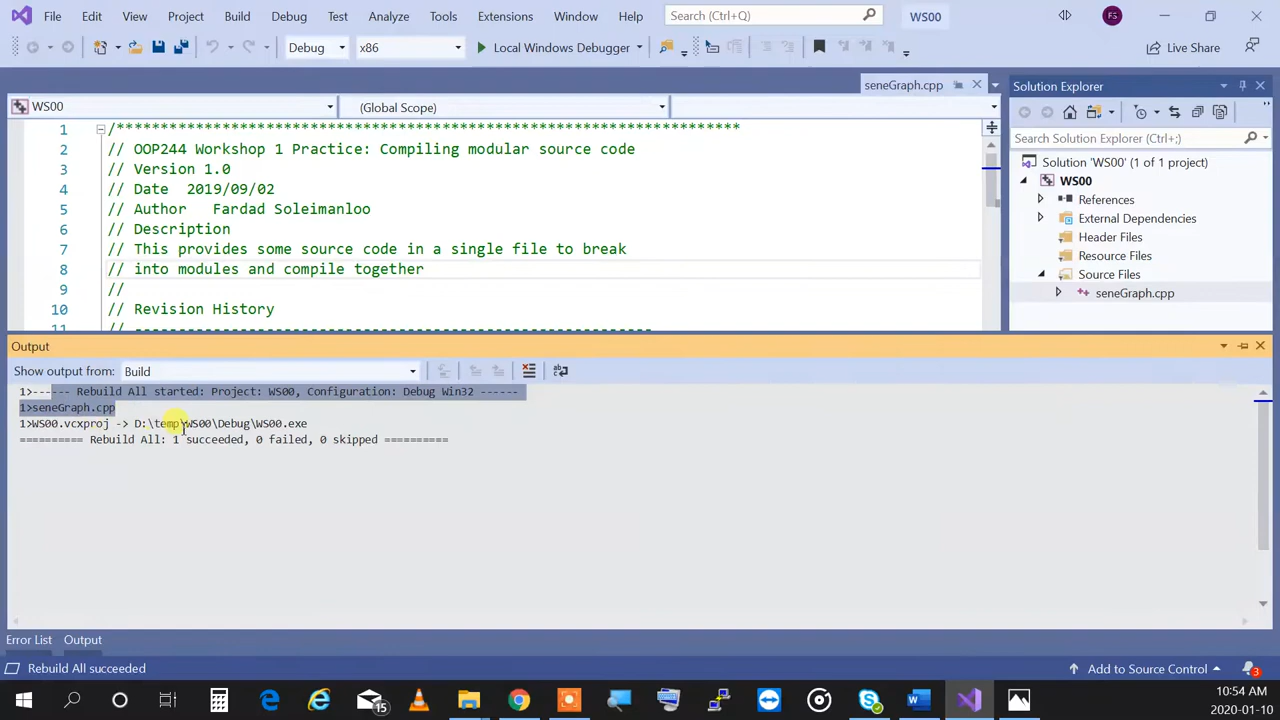 File Edit View Project Build Debug Test Analyze Tools Extensions Window Help Search (Ctrl+Q) WS00 FS
Debug x86 Local Windows Debugger Live Share
seneGraph.cpp
Solution Explorer
WS00 (Global Scope)
Search Solution Explorer (Ctrl+;)
1 /***********************************************************************
2 // OOP244 Workshop 1 Practice: Compiling modular source code
3 // Version 1.0
4 // Date 2019/09/02
5 // Author Fardad Soleimanloo
6 // Description
7 // This provides some source code in a single file to break
8 // into modules and compile together
9 //
10 // Revision History
11 // -----------------------------------------------------------
Solution 'WS00' (1 of 1 project)
WS00
References
External Dependencies
Header Files
Resource Files
Source Files
seneGraph.cpp
Output
Show output from: Build
1>------ Rebuild All started: Project: WS00, Configuration: Debug Win32 ------
1>seneGraph.cpp
1>WS00.vcxproj -> D:\temp\WS00\Debug\WS00.exe
========== Rebuild All: 1 succeeded, 0 failed, 0 skipped ==========
Error List Output
Rebuild All succeeded Add to Source Control 3
15
10:54 AM
2020-01-10